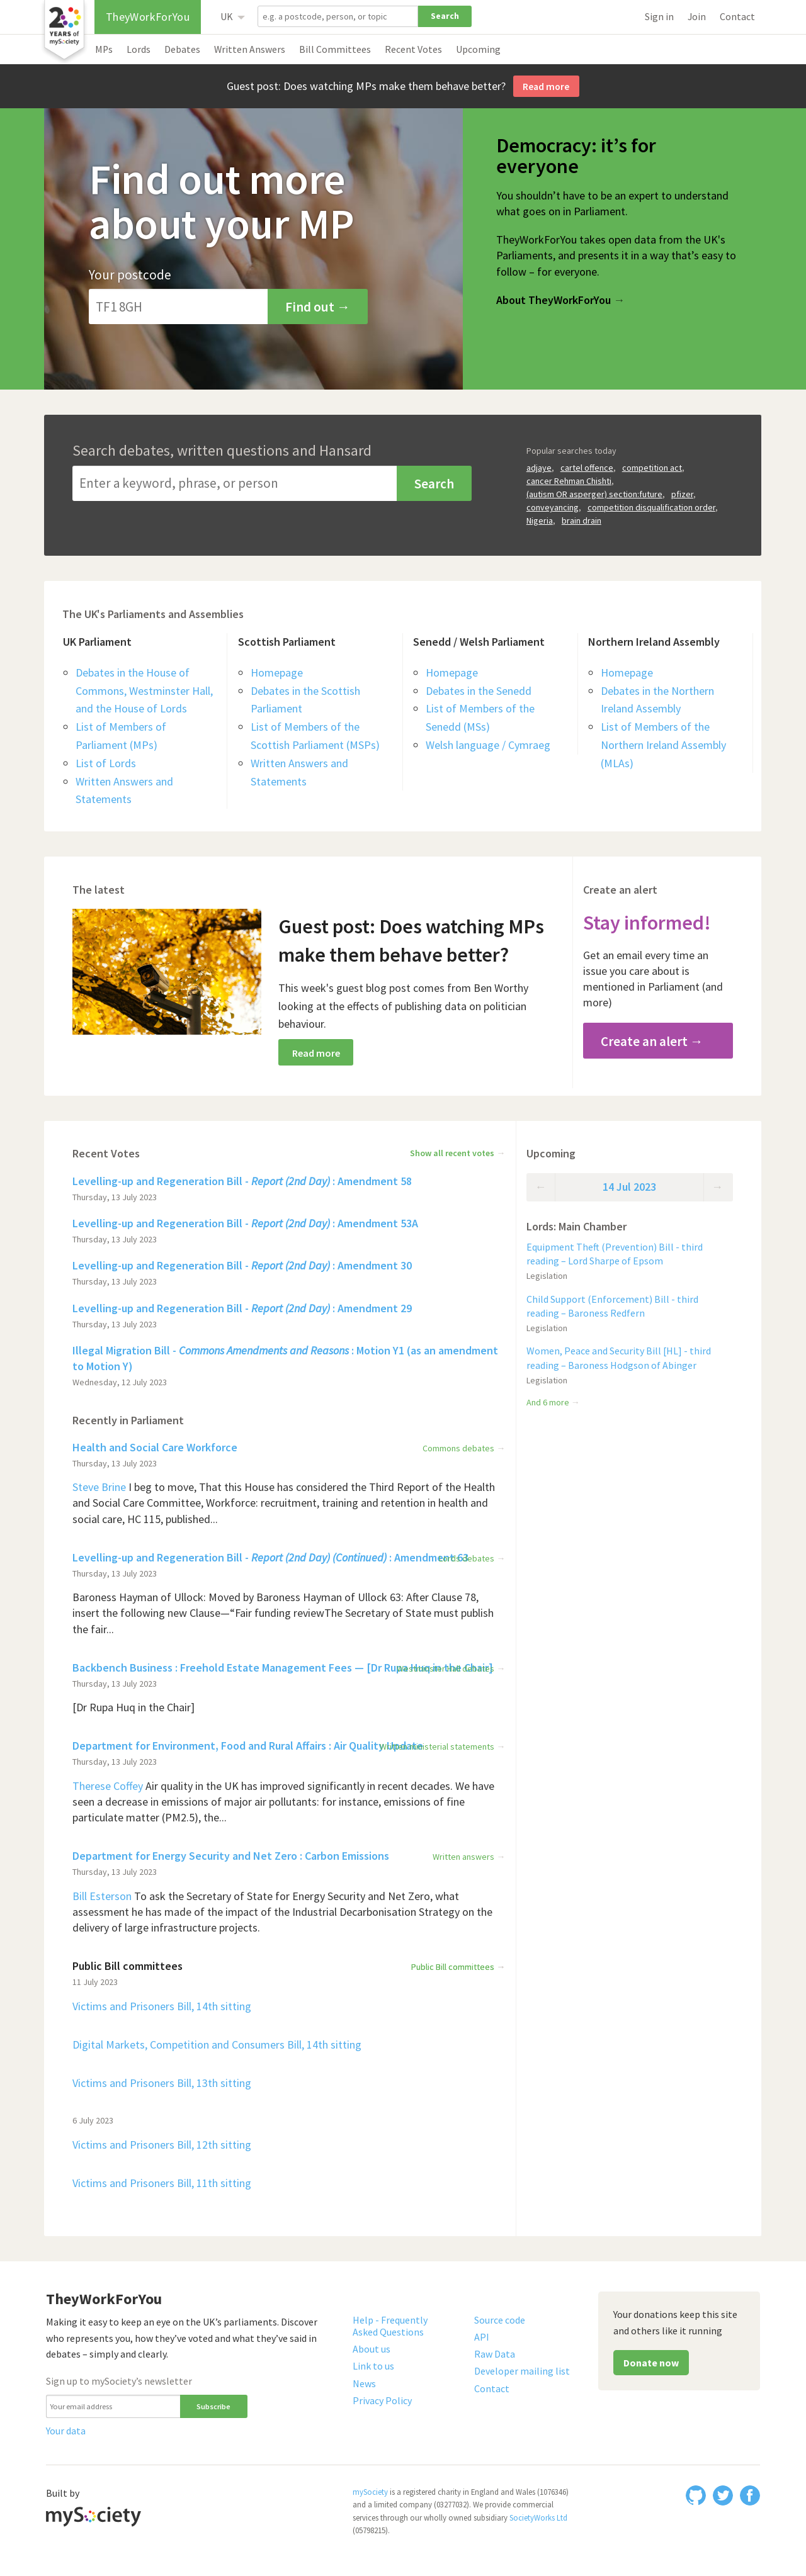 20
YEARS of
mySociety
TheyWorkForYou
UK
e.g. a postcode, person, or topic
Search
Sign in Join Contact
MPs Lords Debates Written Answers Bill Committees Recent Votes Upcoming
Guest post: Does watching MPs make them behave better? Read more
Find out more
about your MP
Your postcode
TF1 8GH
Find out →
Democracy: it’s for
everyone
You shouldn’t have to be an expert to understand
what goes on in Parliament.
TheyWorkForYou takes open data from the UK’s
Parliaments, and presents it in a way that’s easy to
follow – for everyone.
About TheyWorkForYou →
Search debates, written questions and Hansard
Enter a keyword, phrase, or person
Search
Popular searches today
adjaye, cartel offence, competition act,
cancer Rehman Chishti,
(autism OR asperger) section:future, pfizer,
conveyancing, competition disqualification order,
Nigeria, brain drain
The UK's Parliaments and Assemblies
UK Parliament
Debates in the House of
Commons, Westminster Hall,
and the House of Lords
List of Members of
Parliament (MPs)
List of Lords
Written Answers and
Statements
Scottish Parliament
Homepage
Debates in the Scottish
Parliament
List of Members of the
Scottish Parliament (MSPs)
Written Answers and
Statements
Senedd / Welsh Parliament
Homepage
Debates in the Senedd
List of Members of the
Senedd (MSs)
Welsh language / Cymraeg
Northern Ireland Assembly
Homepage
Debates in the Northern
Ireland Assembly
List of Members of the
Northern Ireland Assembly
(MLAs)
The latest
Guest post: Does watching MPs
make them behave better?
This week's guest blog post comes from Ben Worthy
looking at the effects of publishing data on politician
behaviour.
Read more
Create an alert
Stay informed!
Get an email every time an
issue you care about is
mentioned in Parliament (and
more)
Create an alert →
Recent Votes
Show all recent votes →
Levelling-up and Regeneration Bill - Report (2nd Day) : Amendment 58
Thursday, 13 July 2023
Levelling-up and Regeneration Bill - Report (2nd Day) : Amendment 53A
Thursday, 13 July 2023
Levelling-up and Regeneration Bill - Report (2nd Day) : Amendment 30
Thursday, 13 July 2023
Levelling-up and Regeneration Bill - Report (2nd Day) : Amendment 29
Thursday, 13 July 2023
Illegal Migration Bill - Commons Amendments and Reasons : Motion Y1 (as an amendment
to Motion Y)
Wednesday, 12 July 2023
Recently in Parliament
Health and Social Care Workforce
Commons debates →
Thursday, 13 July 2023
Steve Brine I beg to move, That this House has considered the Third Report of the Health
and Social Care Committee, Workforce: recruitment, training and retention in health and
social care, HC 115, published...
Levelling-up and Regeneration Bill - Report (2nd Day) (Continued) : Amendment 63
Lords debates →
Thursday, 13 July 2023
Baroness Hayman of Ullock: Moved by Baroness Hayman of Ullock 63: After Clause 78,
insert the following new Clause—“Fair funding reviewThe Secretary of State must publish
the fair...
Backbench Business : Freehold Estate Management Fees — [Dr Rupa Huq in the Chair]
Westminster Hall debates →
Thursday, 13 July 2023
[Dr Rupa Huq in the Chair]
Department for Environment, Food and Rural Affairs : Air Quality Update
Written ministerial statements →
Thursday, 13 July 2023
Therese Coffey Air quality in the UK has improved significantly in recent decades. We have
seen a decrease in emissions of major air pollutants: for instance, emissions of fine
particulate matter (PM2.5), the...
Department for Energy Security and Net Zero : Carbon Emissions
Written answers →
Thursday, 13 July 2023
Bill Esterson To ask the Secretary of State for Energy Security and Net Zero, what
assessment he has made of the impact of the Industrial Decarbonisation Strategy on the
delivery of large infrastructure projects.
Public Bill committees
Public Bill committees →
11 July 2023
Victims and Prisoners Bill, 14th sitting
Digital Markets, Competition and Consumers Bill, 14th sitting
Victims and Prisoners Bill, 13th sitting
6 July 2023
Victims and Prisoners Bill, 12th sitting
Victims and Prisoners Bill, 11th sitting
Upcoming
← 14 Jul 2023 →
Lords: Main Chamber
Equipment Theft (Prevention) Bill - third
reading – Lord Sharpe of Epsom
Legislation
Child Support (Enforcement) Bill - third
reading – Baroness Redfern
Legislation
Women, Peace and Security Bill [HL] - third
reading – Baroness Hodgson of Abinger
Legislation
And 6 more →
TheyWorkForYou
Making it easy to keep an eye on the UK’s parliaments. Discover
who represents you, how they’ve voted and what they’ve said in
debates – simply and clearly.
Sign up to mySociety's newsletter
Your email address
Subscribe
Your data
Help - Frequently
Asked Questions
About us
Link to us
News
Privacy Policy
Source code
API
Raw Data
Developer mailing list
Contact
Your donations keep this site
and others like it running
Donate now
Built by
mySociety
mySociety is a registered charity in England and Wales (1076346)
and a limited company (03277032). We provide commercial
services through our wholly owned subsidiary SocietyWorks Ltd
(05798215).